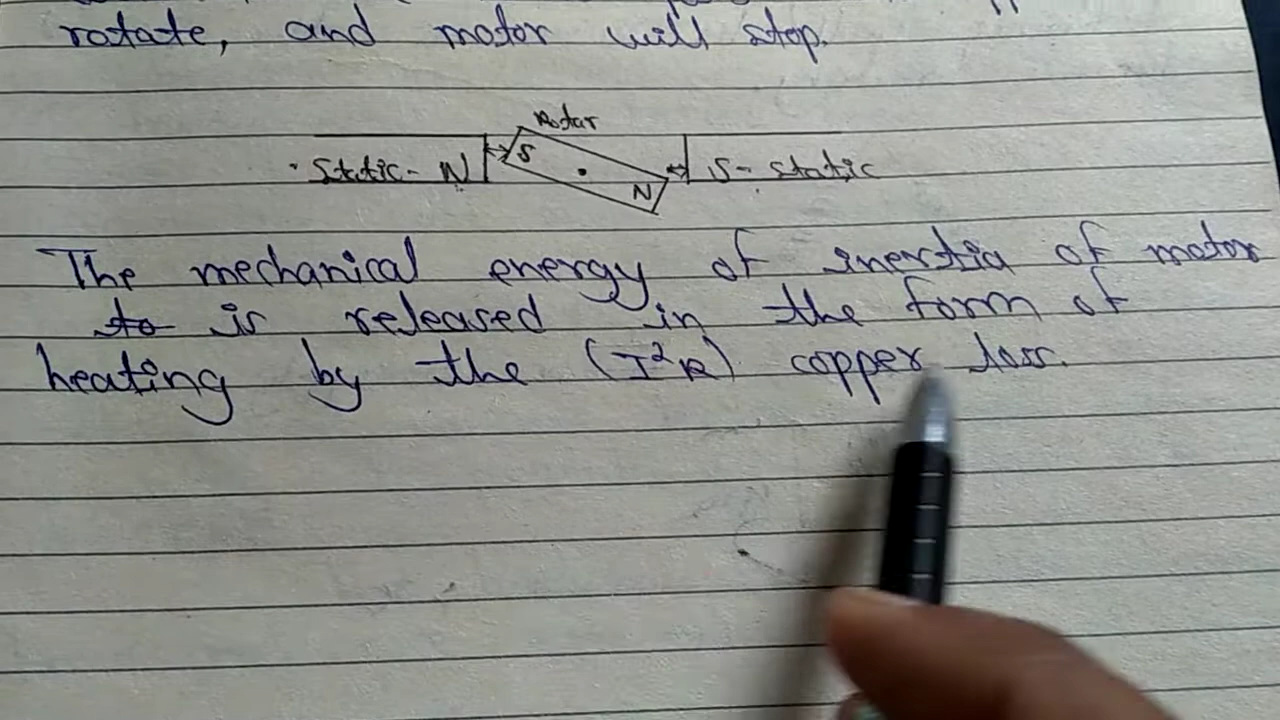 rotate, and motor will stop.
Rotar
Static- N S N S- static
The mechanical energy of inertia of motor
to is released in the form of
heating by the (I²R) copper loss.